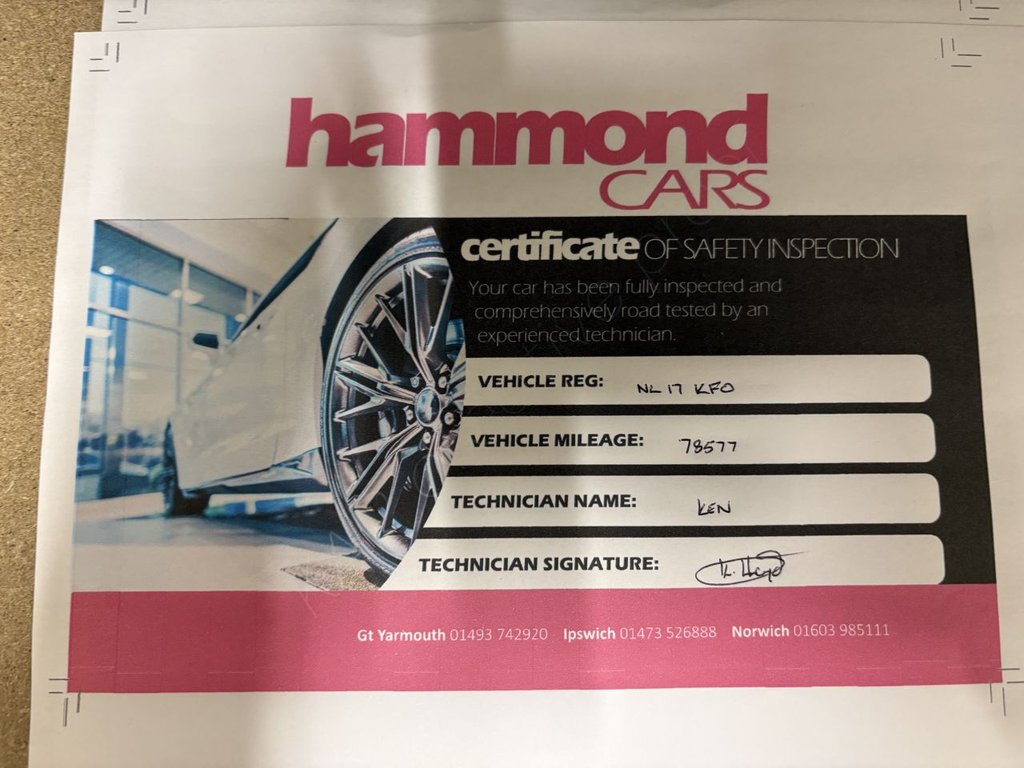 hammond
CARS
certificate OF SAFETY INSPECTION
Your car has been fully inspected and
comprehensively road tested by an
experienced technician.
VEHICLE REG: NL 17 KFO
VEHICLE MILEAGE: 78577
TECHNICIAN NAME: KEN
TECHNICIAN SIGNATURE:
Gt Yarmouth 01493 742920 Ipswich 01473 526888 Norwich 01603 985111